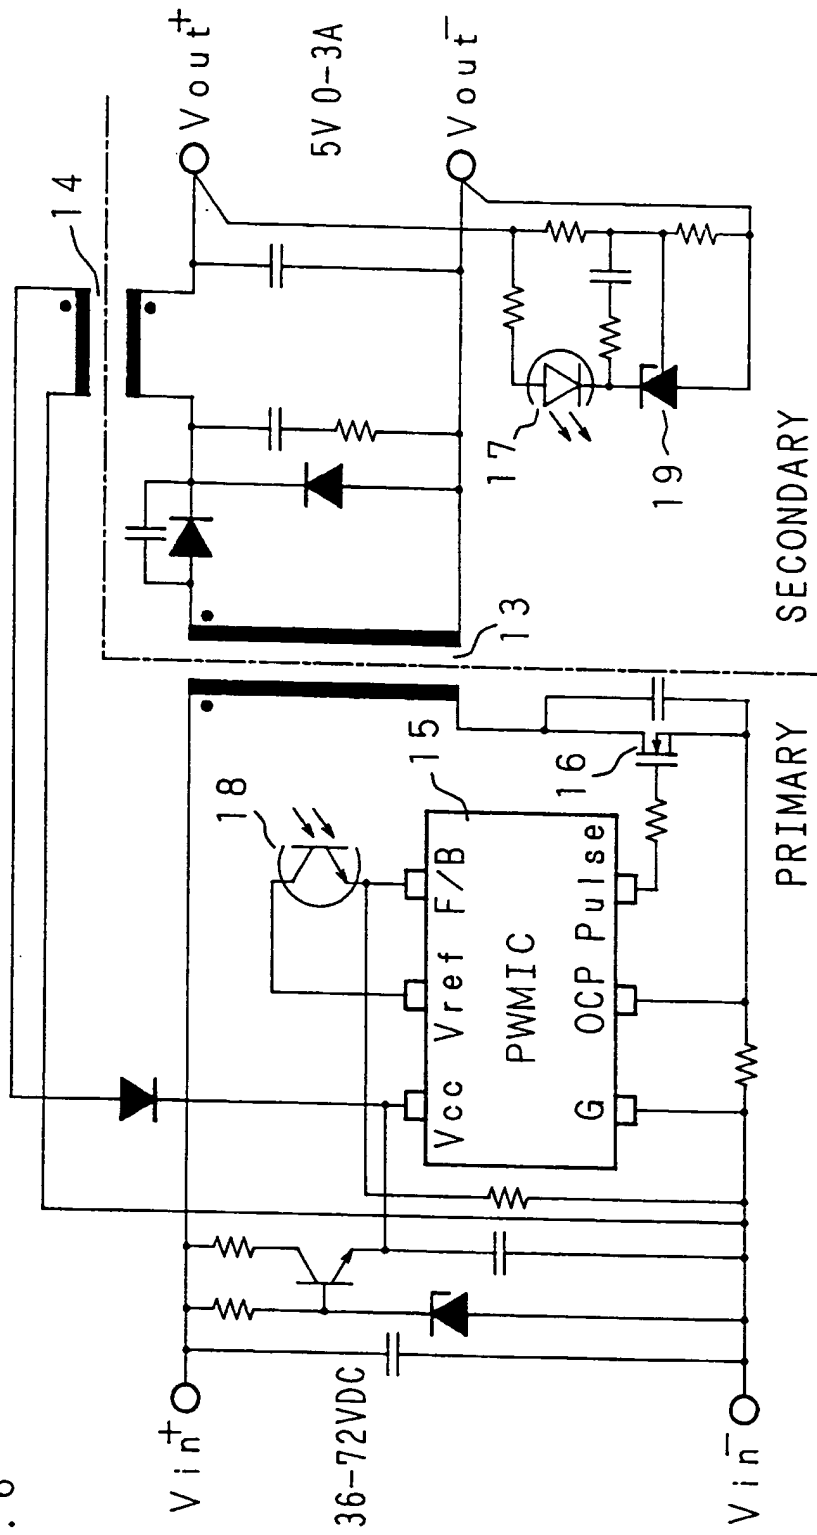 . 6
Vin+
36-72VDC
Vin-
Vcc
Vref
F/B
PWMIC
G
OCP
Pulse
15
16
18
PRIMARY
13
14
Vout+
5V 0-3A
Vout-
17
19
SECONDARY